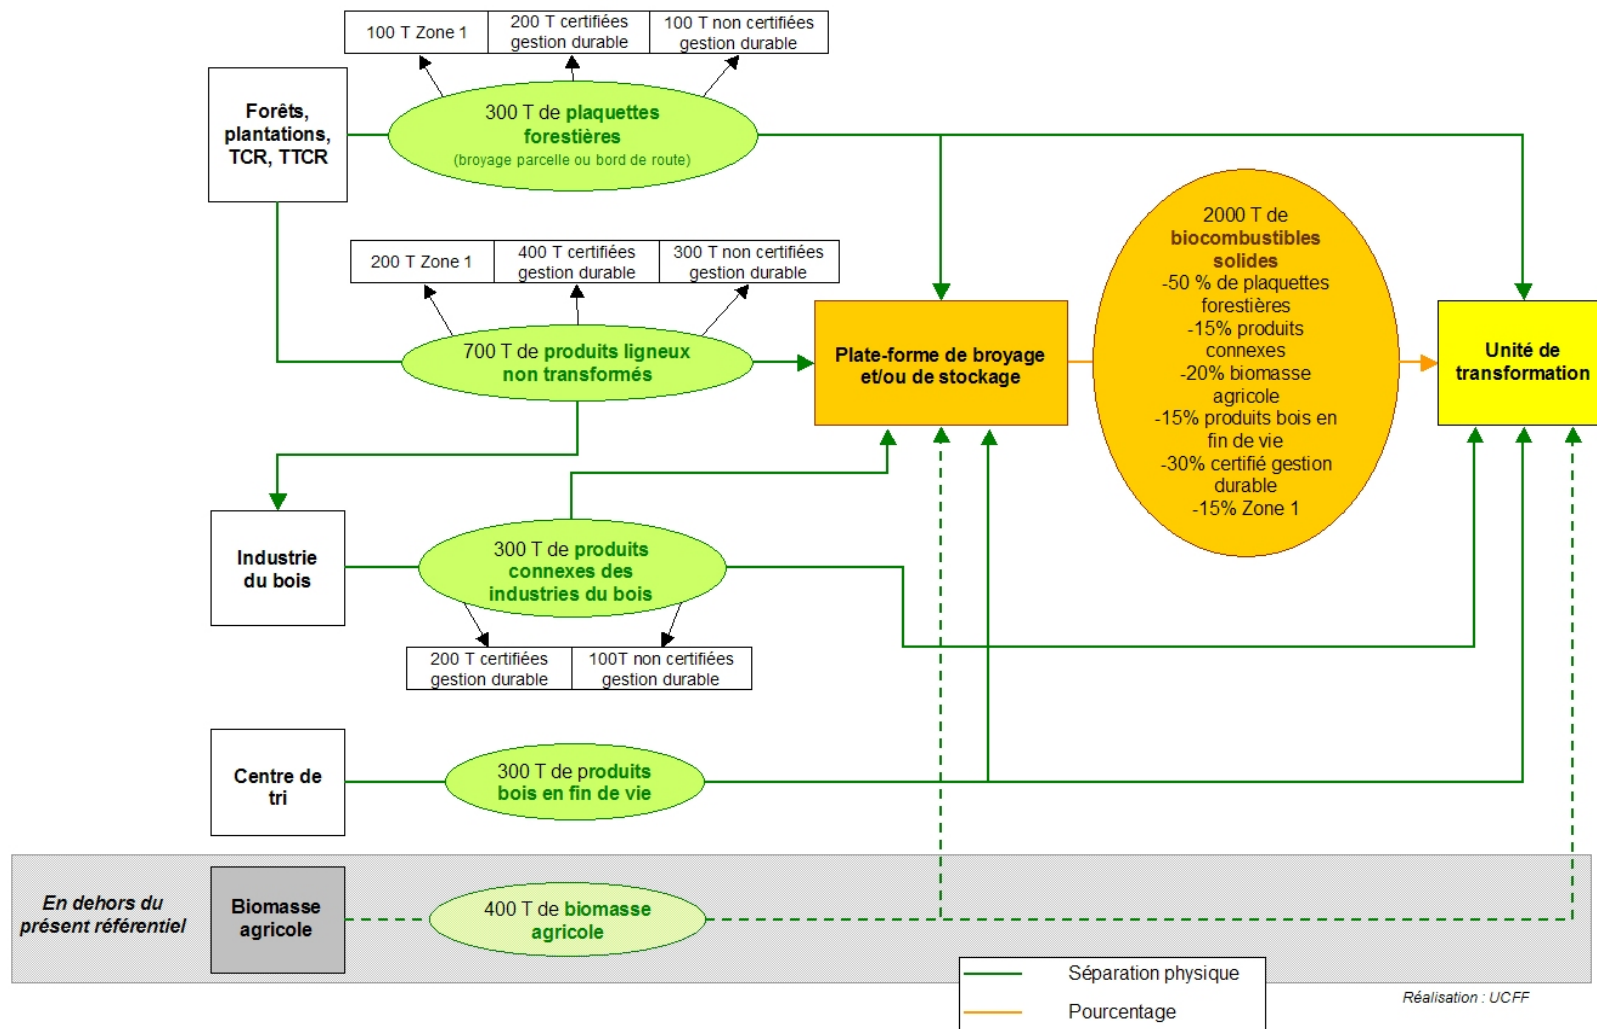 100 T Zone 1
200 T certifiées
gestion durable
100 T non certifiées
gestion durable
Forêts,
plantations,
TCR, TTCR
300 T de plaquettes
forestières
(broyage parcelle ou bord de route)
200 T Zone 1
400 T certifiées
gestion durable
300 T non certifiées
gestion durable
700 T de produits ligneux
non transformés
Plate-forme de broyage
et/ou de stockage
2000 T de
biocombustibles
solides
-50 % de plaquettes
forestières
-15% produits
connexes
-20% biomasse
agricole
-15% produits bois en
fin de vie
-30% certifié gestion
durable
-15% Zone 1
Unité de
transformation
Industrie
du bois
300 T de produits
connexes des
industries du bois
200 T certifiées
gestion durable
100T non certifiées
gestion durable
Centre de
tri
300 T de produits
bois en fin de vie
En dehors du
présent référentiel
Biomasse
agricole
400 T de biomasse
agricole
Séparation physique
Pourcentage
Réalisation : UCFF